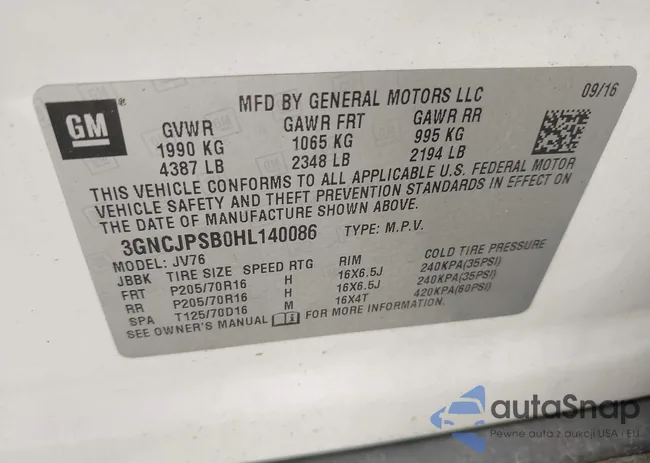 GM
MFD BY GENERAL MOTORS LLC 09/16
GVWR GAWR FRT GAWR RR
1990 KG 1065 KG 995 KG
4387 LB 2348 LB 2194 LB
THIS VEHICLE CONFORMS TO ALL APPLICABLE U.S. FEDERAL MOTOR
VEHICLE SAFETY AND THEFT PREVENTION STANDARDS IN EFFECT ON
THE DATE OF MANUFACTURE SHOWN ABOVE.
3GNCJPSB0HL140086 TYPE: M.P.V.
MODEL: JV76
JBBK TIRE SIZE SPEED RTG RIM COLD TIRE PRESSURE
FRT P205/70R16 H 16X6.5J 240KPA(35PSI)
RR P205/70R16 H 16X6.5J 240KPA(35PSI)
SPA T125/70D16 M 16X4T 420KPA(60PSI)
SEE OWNER'S MANUAL FOR MORE INFORMATION.
autoSnap
Pewne auta z aukcji USA i EU